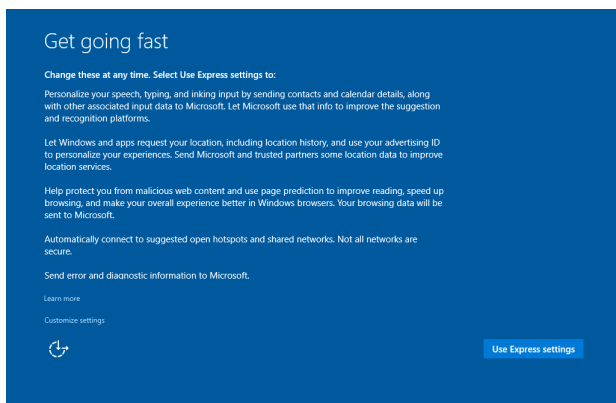 Get going fast
Change these at any time. Select Use Express settings to:
Personalize your speech, typing, and inking input by sending contacts and calendar details, along
with other associated input data to Microsoft. Let Microsoft use that info to improve the suggestion
and recognition platforms.
Let Windows and apps request your location, including location history, and use your advertising ID
to personalize your experiences. Send Microsoft and trusted partners some location data to improve
location services.
Help protect you from malicious web content and use page prediction to improve reading, speed up
browsing, and make your overall experience better in Windows browsers. Your browsing data will be
sent to Microsoft.
Automatically connect to suggested open hotspots and shared networks. Not all networks are
secure.
Send error and diagnostic information to Microsoft.
Learn more
Customize settings
Use Express settings